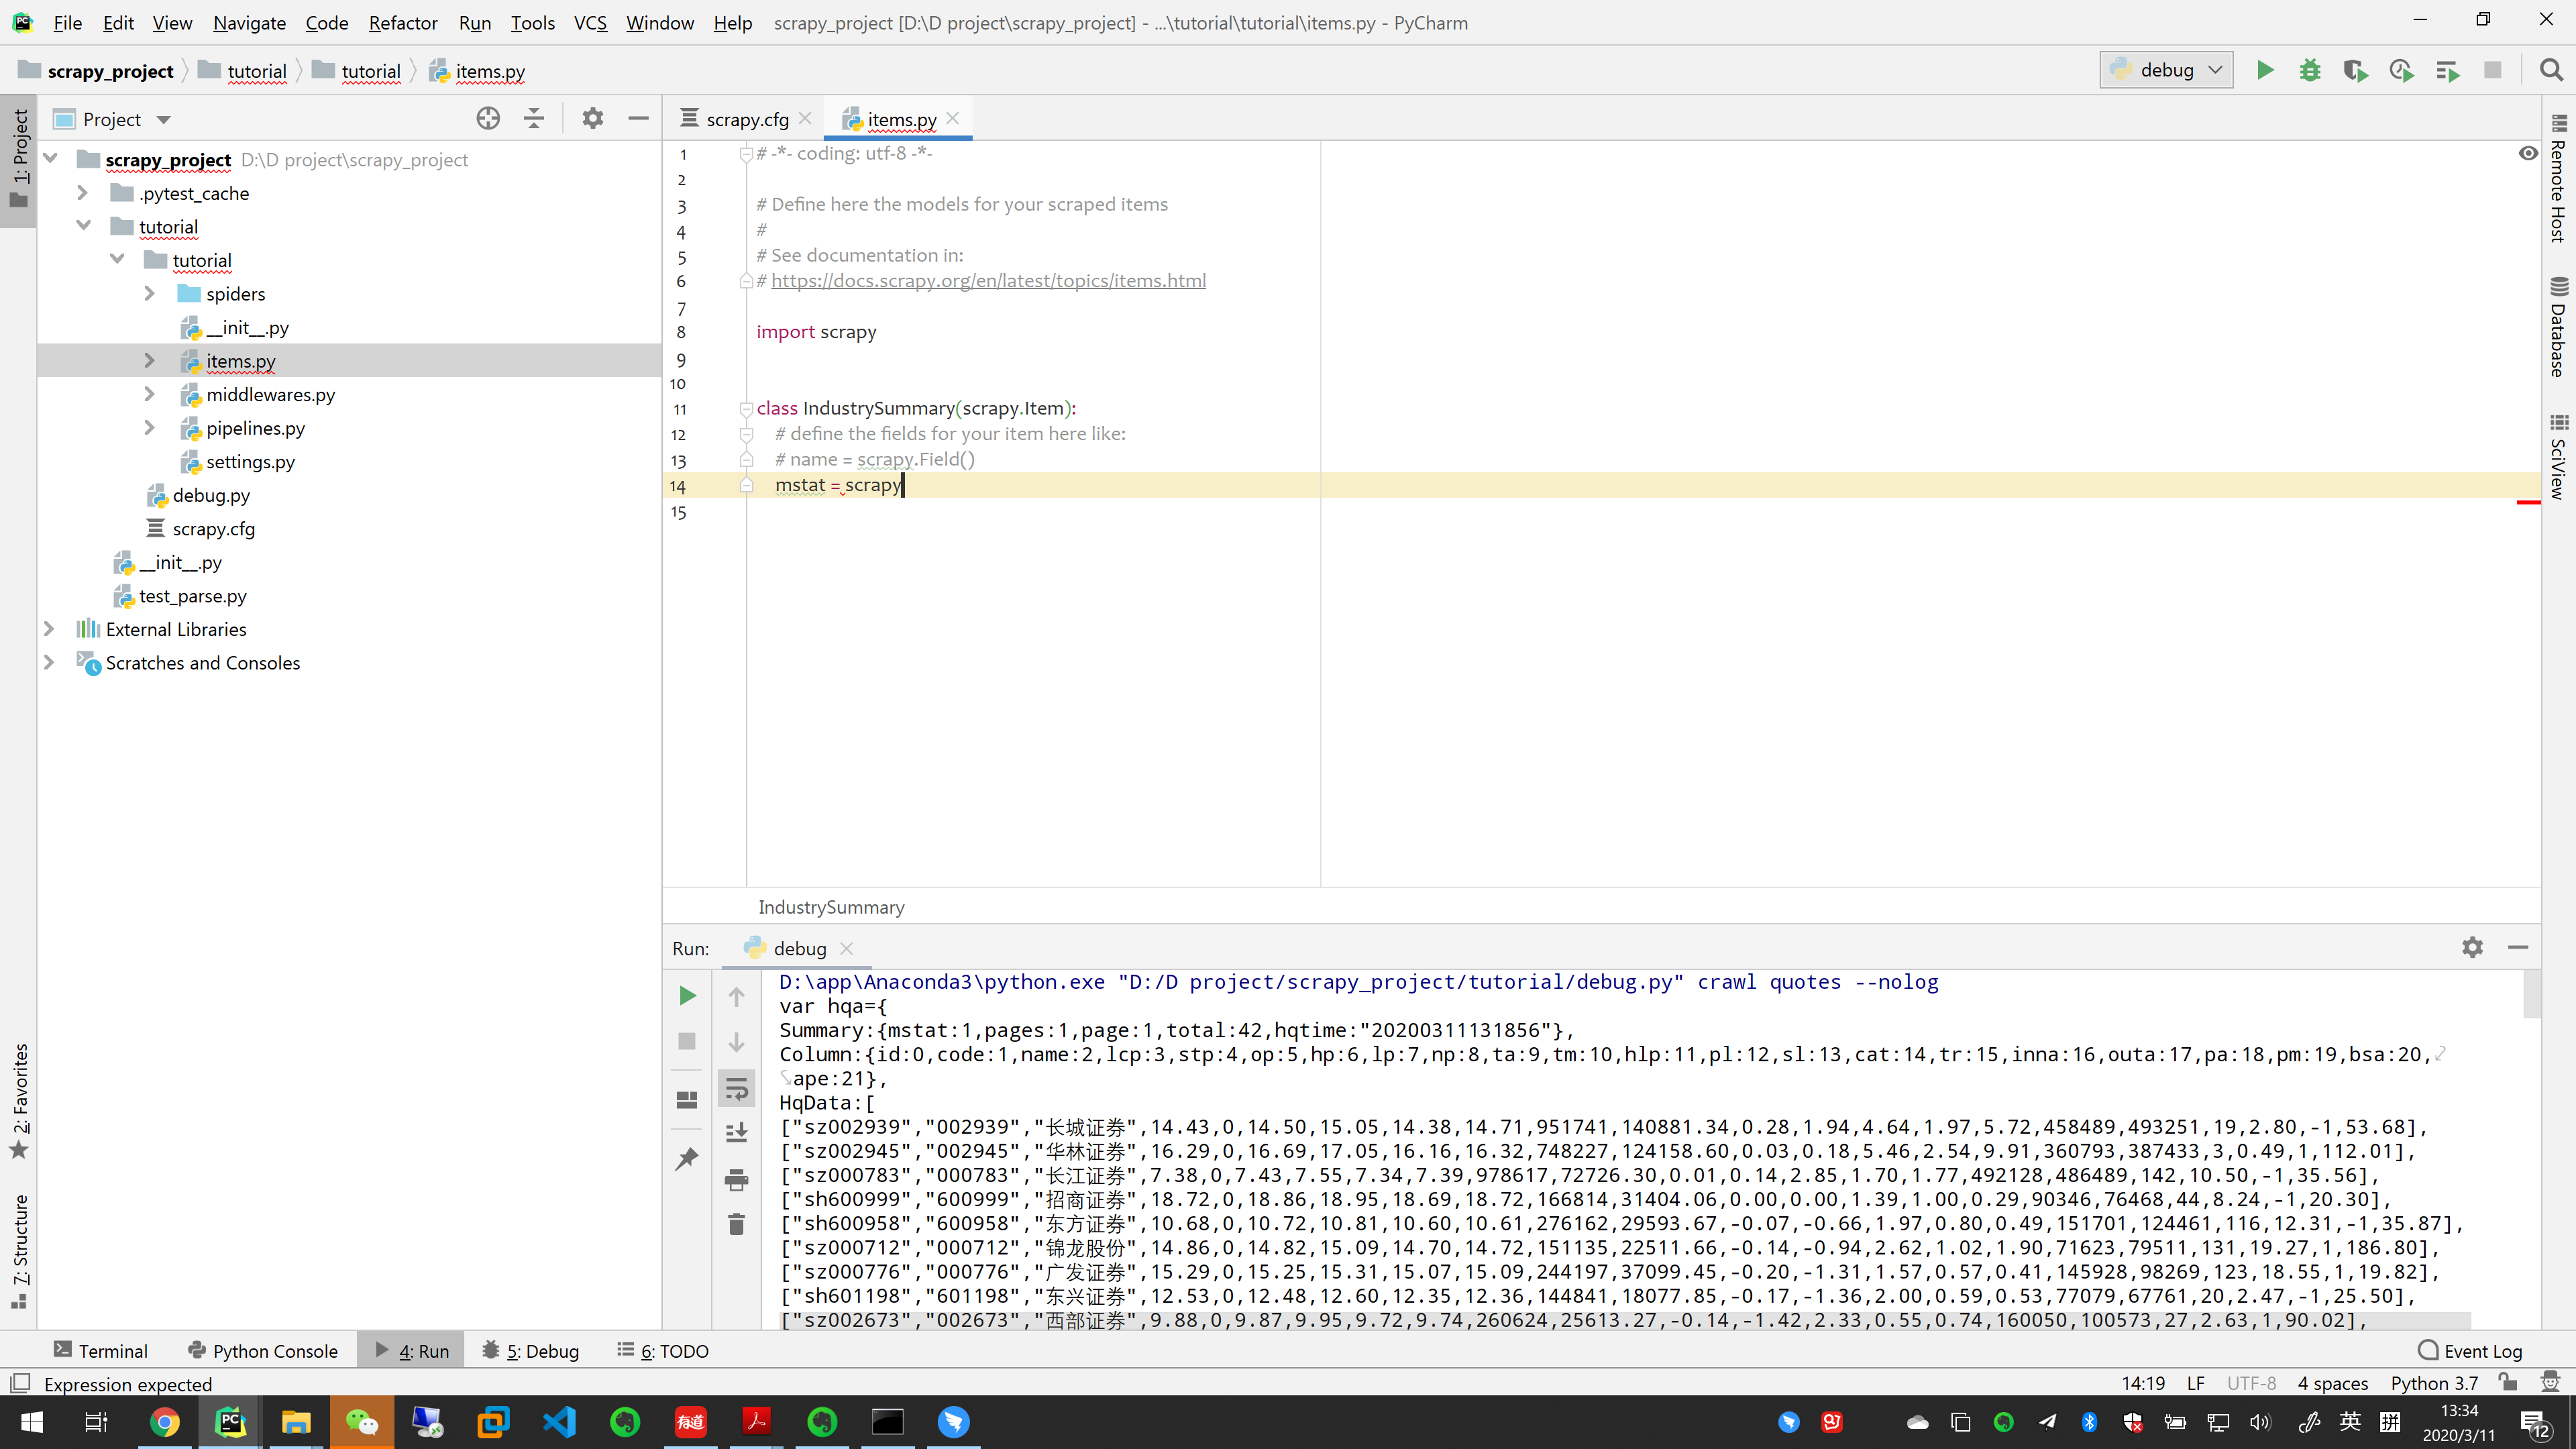 File Edit View Navigate Code Refactor Run Tools VCS Window Help scrapy_project [D:\D project\scrapy_project] - ...\tutorial\tutorial\items.py - PyCharm
scrapy_project tutorial tutorial items.py debug
Project
scrapy.cfg items.py
1: Project
scrapy_project D:\D project\scrapy_project
.pytest_cache
tutorial
tutorial
spiders
__init__.py
items.py
middlewares.py
pipelines.py
settings.py
debug.py
scrapy.cfg
__init__.py
test_parse.py
External Libraries
Scratches and Consoles
2: Favorites
7: Structure
1 # -*- coding: utf-8 -*-
2
3 # Define here the models for your scraped items
4 #
5 # See documentation in:
6 # https://docs.scrapy.org/en/latest/topics/items.html
7
8 import scrapy
9
10
11 class IndustrySummary(scrapy.Item):
12 # define the fields for your item here like:
13 # name = scrapy.Field()
14 mstat = scrapy
15
IndustrySummary
Remote Host
Database
SciView
Run: debug
D:\app\Anaconda3\python.exe "D:/D project/scrapy_project/tutorial/debug.py" crawl quotes --nolog
var hqa={
Summary:{mstat:1,pages:1,page:1,total:42,hqtime:"20200311131856"},
Column:{id:0,code:1,name:2,lcp:3,stp:4,op:5,hp:6,lp:7,np:8,ta:9,tm:10,hlp:11,pl:12,sl:13,cat:14,tr:15,inna:16,outa:17,pa:18,pm:19,bsa:20,
ape:21},
HqData:[
["sz002939","002939","长城证券",14.43,0,14.50,15.05,14.38,14.71,951741,140881.34,0.28,1.94,4.64,1.97,5.72,458489,493251,19,2.80,-1,53.68],
["sz002945","002945","华林证券",16.29,0,16.69,17.05,16.16,16.32,748227,124158.60,0.03,0.18,5.46,2.54,9.91,360793,387433,3,0.49,1,112.01],
["sz000783","000783","长江证券",7.38,0,7.43,7.55,7.34,7.39,978617,72726.30,0.01,0.14,2.85,1.70,1.77,492128,486489,142,10.50,-1,35.56],
["sh600999","600999","招商证券",18.72,0,18.86,18.95,18.69,18.72,166814,31404.06,0.00,0.00,1.39,1.00,0.29,90346,76468,44,8.24,-1,20.30],
["sh600958","600958","东方证券",10.68,0,10.72,10.81,10.60,10.61,276162,29593.67,-0.07,-0.66,1.97,0.80,0.49,151701,124461,116,12.31,-1,35.87],
["sz000712","000712","锦龙股份",14.86,0,14.82,15.09,14.70,14.72,151135,22511.66,-0.14,-0.94,2.62,1.02,1.90,71623,79511,131,19.27,1,186.80],
["sz000776","000776","广发证券",15.29,0,15.25,15.31,15.07,15.09,244197,37099.45,-0.20,-1.31,1.57,0.57,0.41,145928,98269,123,18.55,1,19.82],
["sh601198","601198","东兴证券",12.53,0,12.48,12.60,12.35,12.36,144841,18077.85,-0.17,-1.36,2.00,0.59,0.53,77079,67761,20,2.47,-1,25.50],
["sz002673","002673","西部证券",9.88,0,9.87,9.95,9.72,9.74,260624,25613.27,-0.14,-1.42,2.33,0.55,0.74,160050,100573,27,2.63,1,90.02],
Terminal Python Console 4: Run 5: Debug 6: TODO Event Log
Expression expected 14:19 LF UTF-8 4 spaces Python 3.7
PC 有道 英 拼 13:34
2020/3/11 12